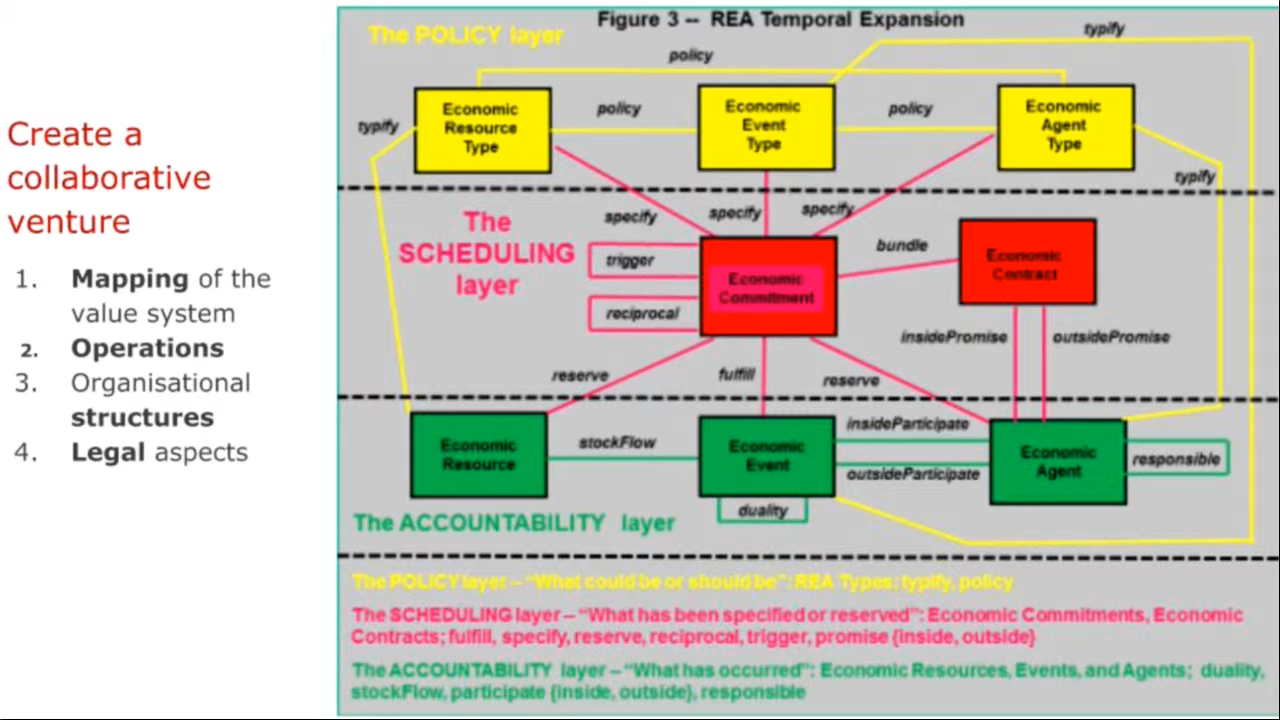 Create a
collaborative
venture
1. Mapping of the
value system
2. Operations
3. Organisational
structures
4. Legal aspects
Figure 3 -- REA Temporal Expansion
The POLICY layer
typify
policy
Economic
Resource
Type
policy
Economic
Event
Type
policy
Economic
Agent
Type
typify
typify
The
SCHEDULING
layer
specify
specify
specify
trigger
reciprocal
Economic
Commitment
bundle
Economic
Contract
insidePromise
outsidePromise
reserve
fulfill
reserve
Economic
Resource
stockFlow
Economic
Event
insideParticipate
outsideParticipate
Economic
Agent
responsible
duality
The ACCOUNTABILITY layer
The POLICY layer – “What could be or should be”: REA Types; typify, policy
The SCHEDULING layer – “What has been specified or reserved”: Economic Commitments, Economic
Contracts; fulfill, specify, reserve, reciprocal, trigger, promise {inside, outside}
The ACCOUNTABILITY layer – “What has occurred”: Economic Resources, Events, and Agents; duality,
stockFlow, participate {inside, outside}, responsible